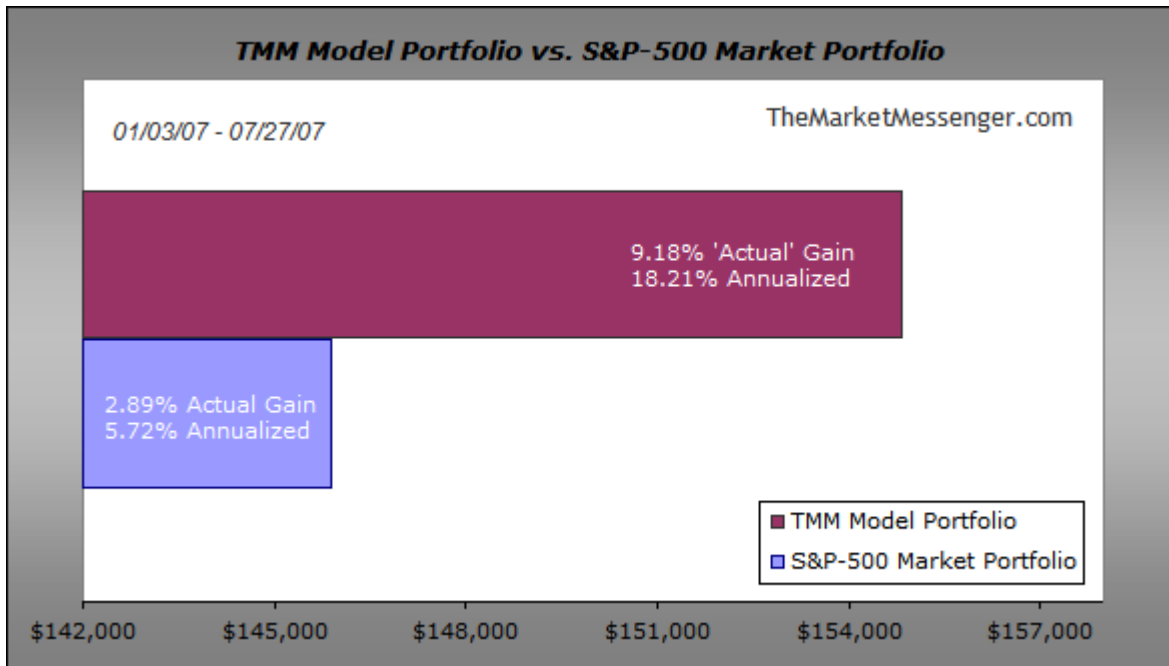 TMM Model Portfolio vs. S&P-500 Market Portfolio
01/03/07 - 07/27/07
TheMarketMessenger.com
9.18% 'Actual' Gain
18.21% Annualized
2.89% Actual Gain
5.72% Annualized
TMM Model Portfolio
S&P-500 Market Portfolio
$142,000 $145,000 $148,000 $151,000 $154,000 $157,000